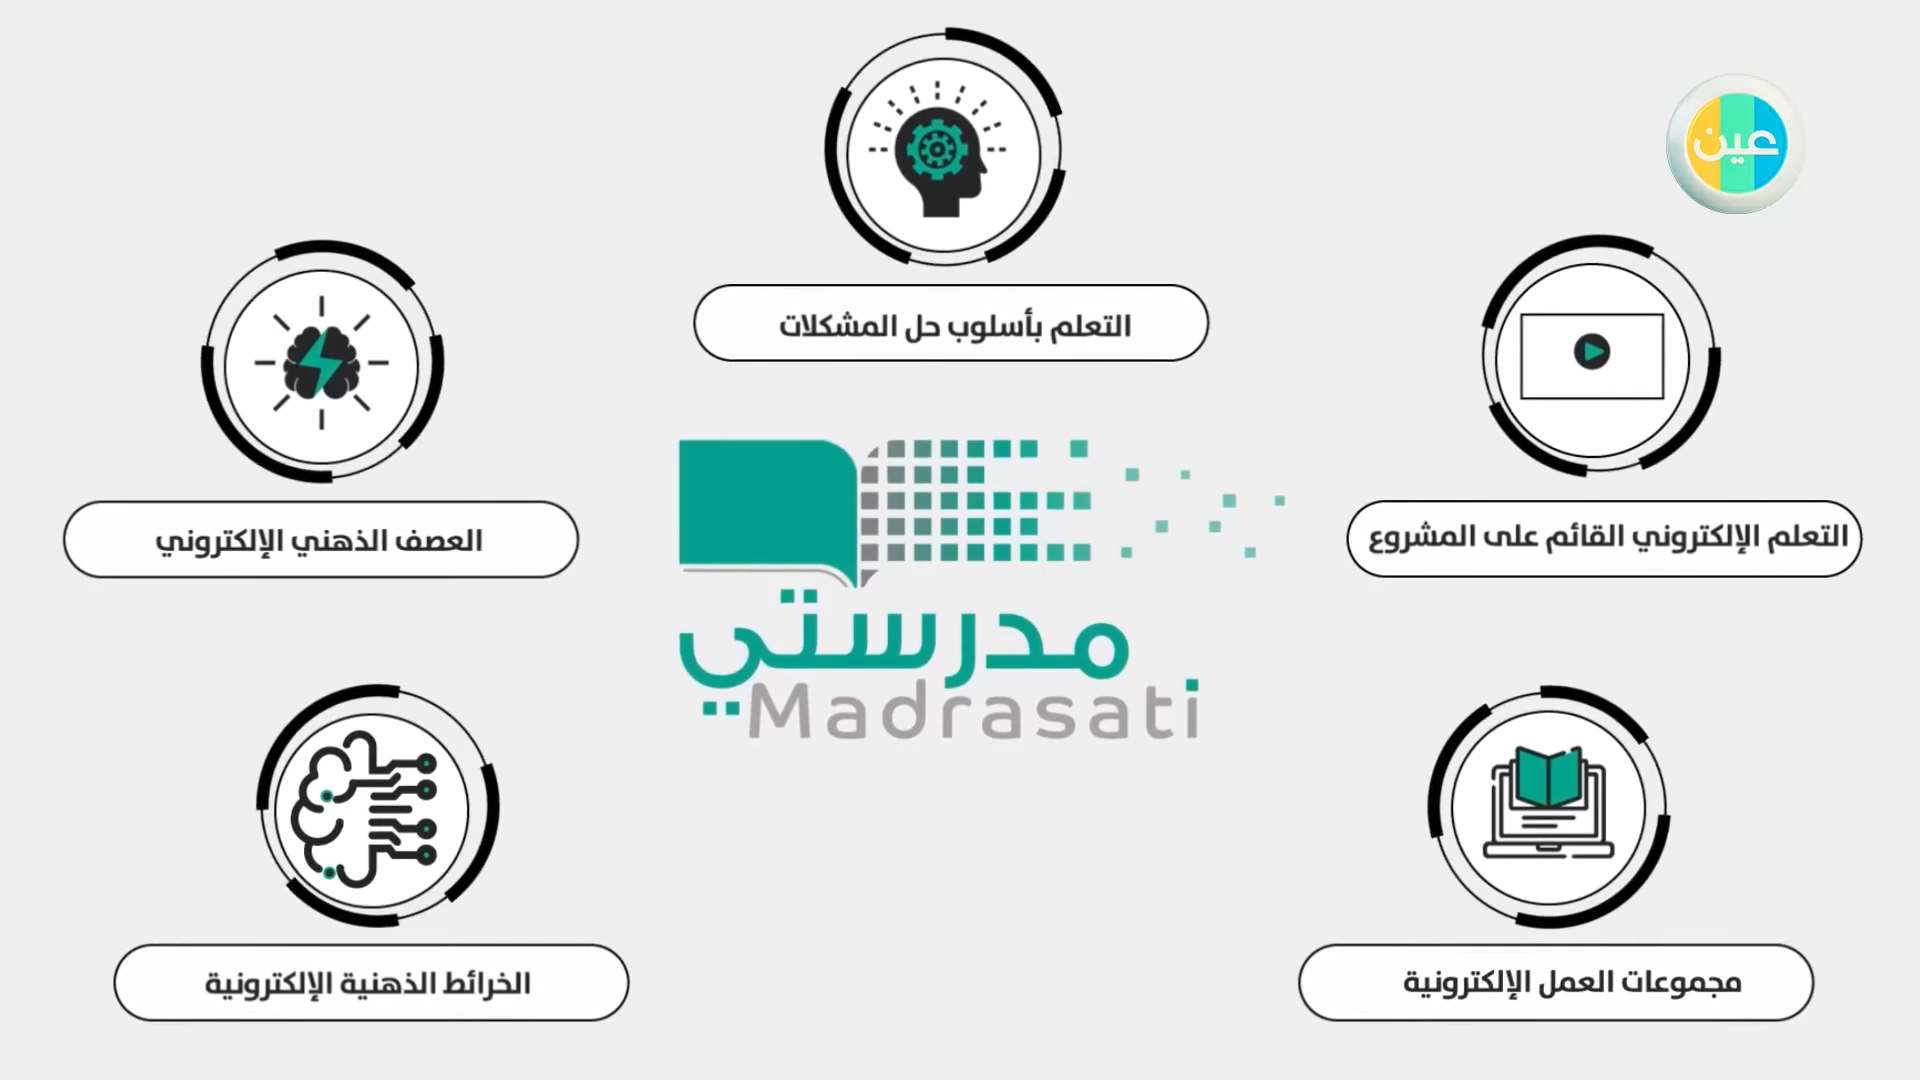 عين
التعلم بأسلوب حل المشكلات
التعلم الإلكتروني القائم على المشروع
العصف الذهني الإلكتروني
مدرستي
Madrasati
مجموعات العمل الإلكترونية
الخرائط الذهنية الإلكترونية